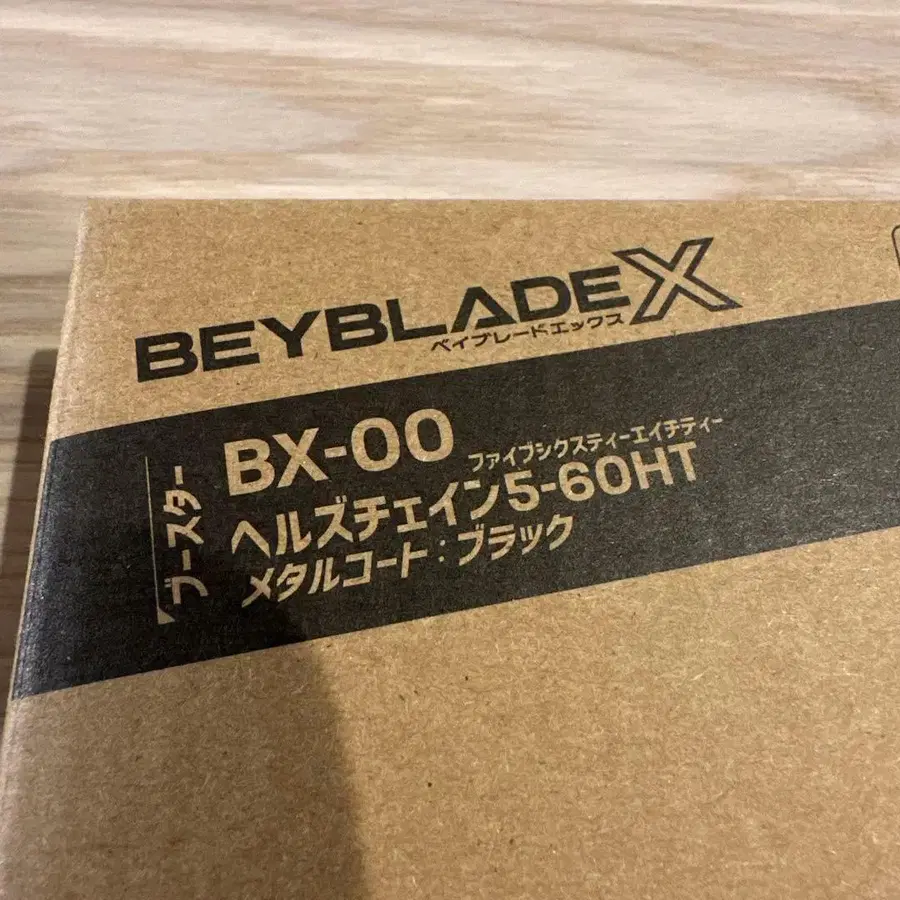 BEYBLADE X
ベイブレードエックス
ブースター
BX-00
ファイブシクスティーエイチティー
ヘルズチェイン5-60HT
メタルコート：ブラック